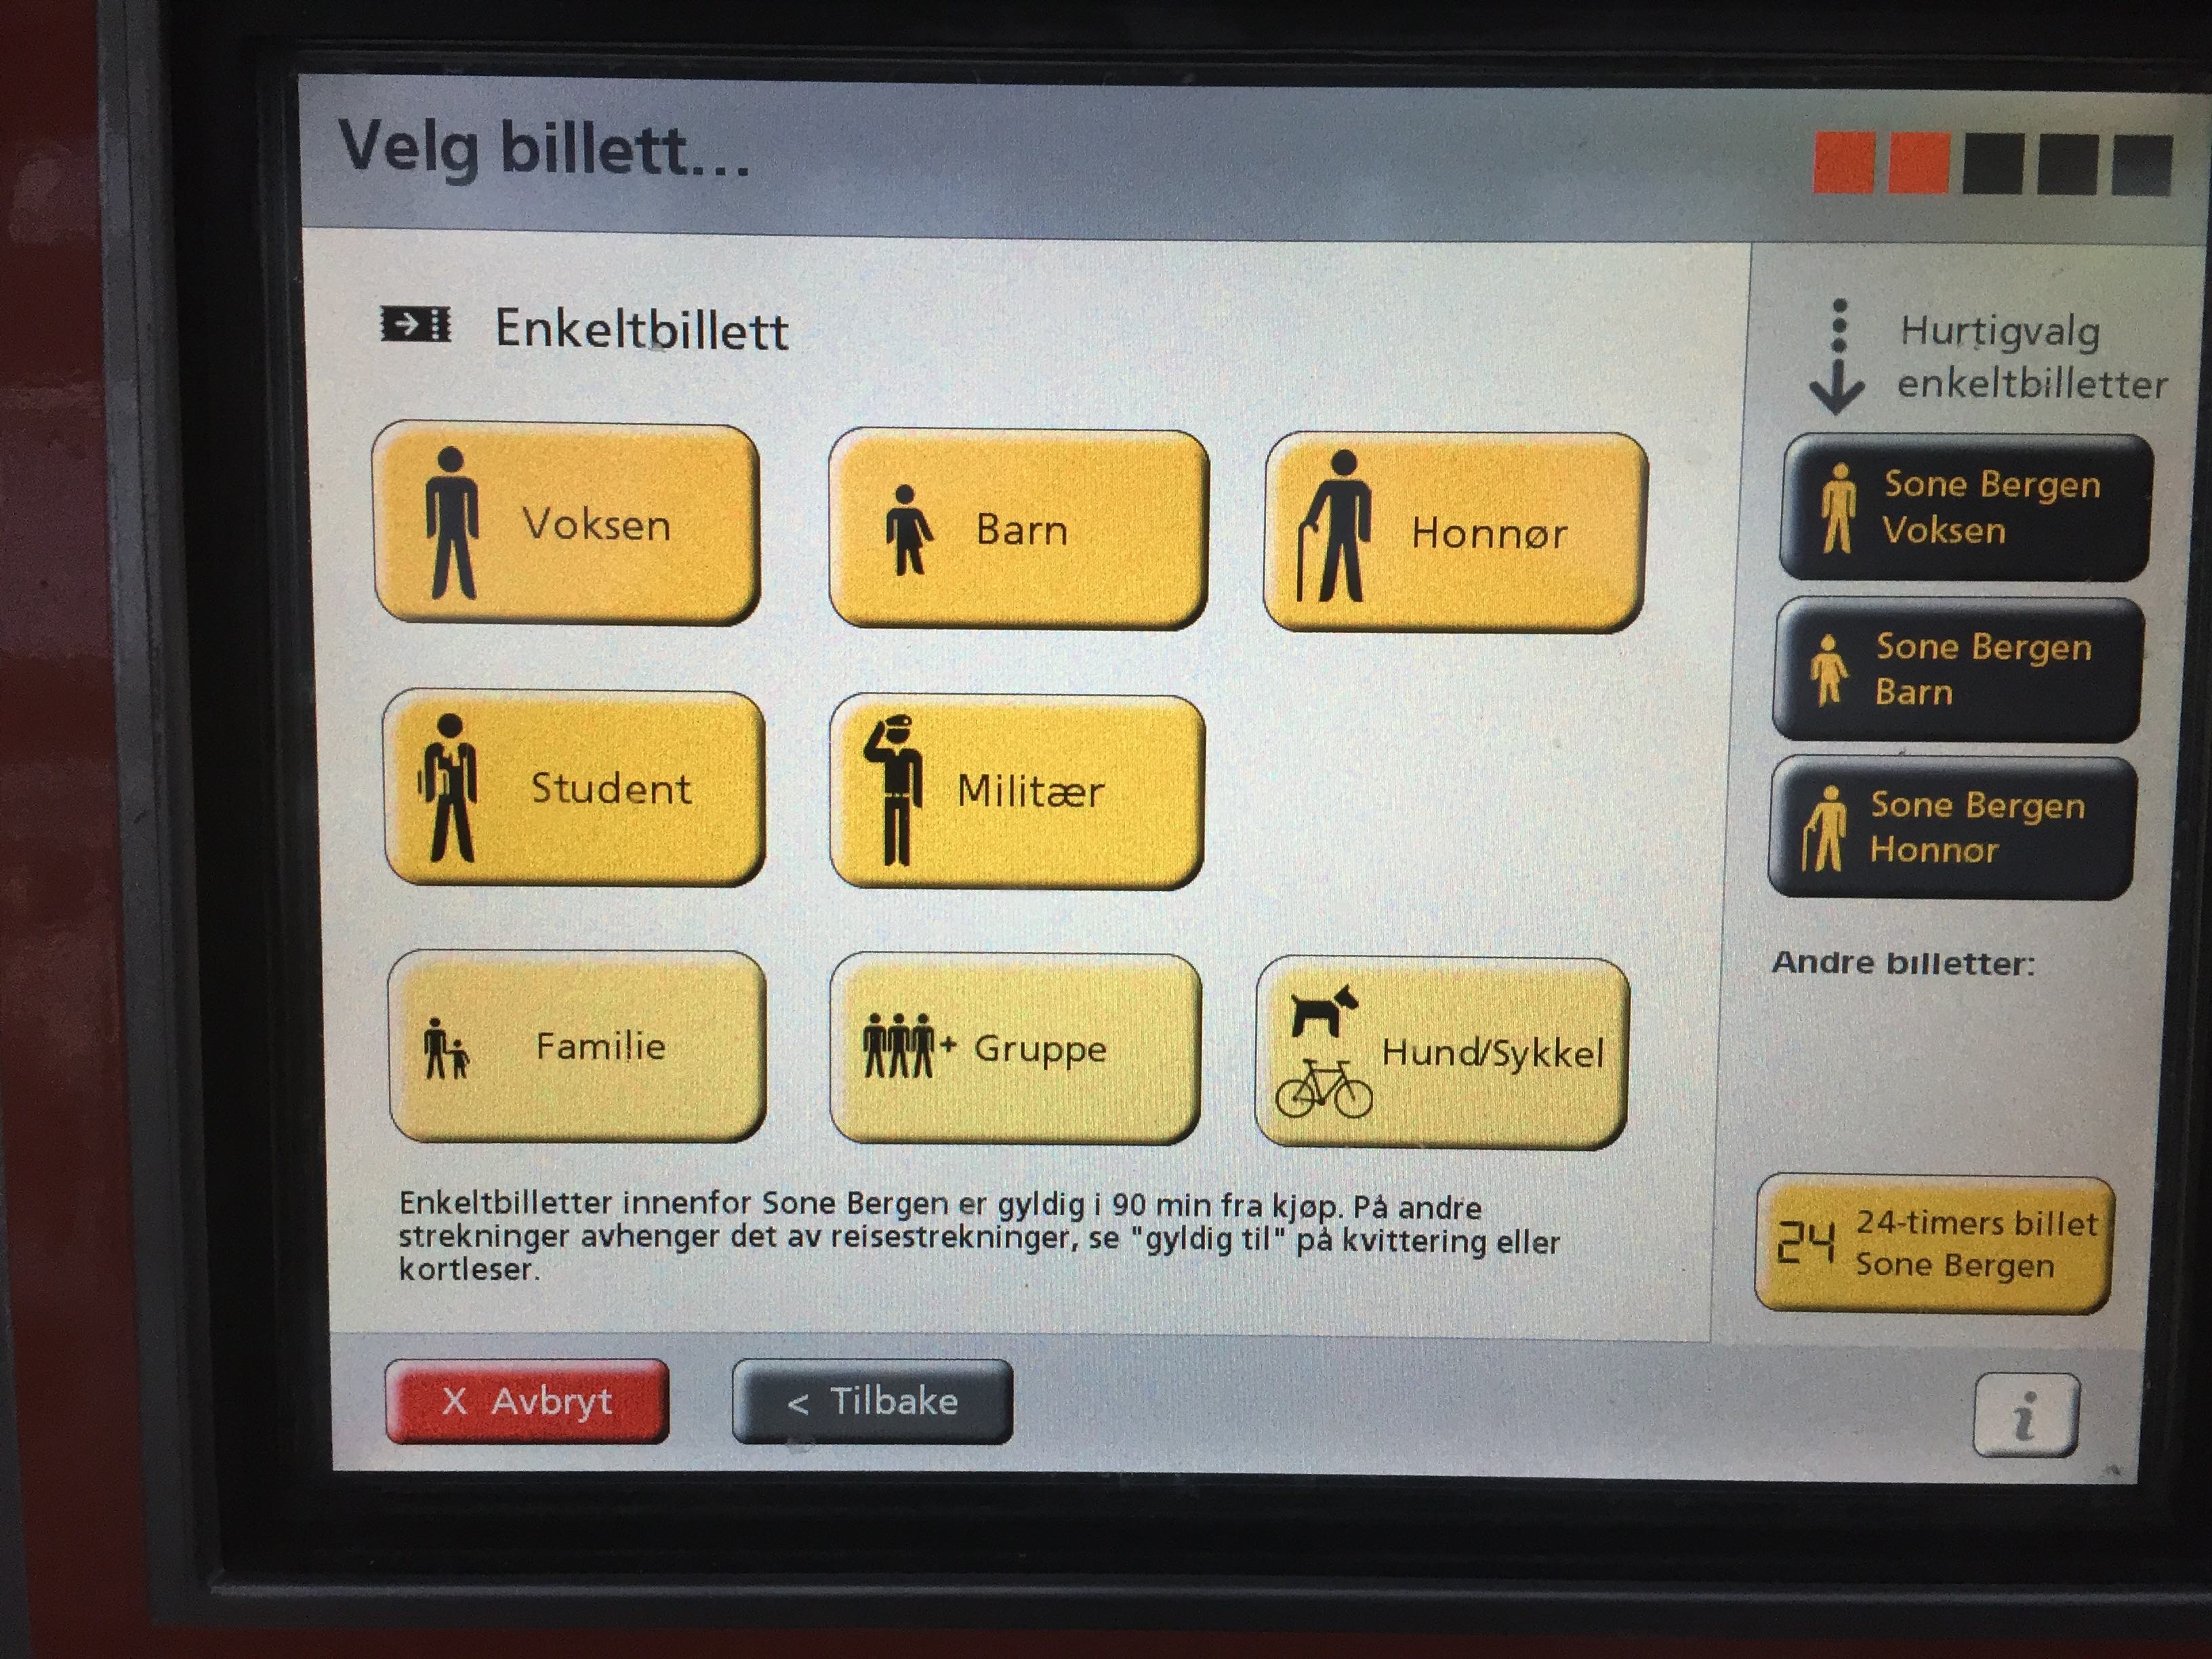 Velg billett...
Enkeltbillett
Voksen
Barn
Honnør
Student
Militær
Familie
+ Gruppe
Hund/Sykkel
Enkeltbilletter innenfor Sone Bergen er gyldig i 90 min fra kjøp. På andre
strekninger avhenger det av reisestrekninger, se "gyldig til" på kvittering eller
kortleser.
Hurtigvalg
enkeltbilletter
Sone Bergen
Voksen
Sone Bergen
Barn
Sone Bergen
Honnør
Andre billetter:
24
24-timers billet
Sone Bergen
X Avbryt
< Tilbake
i